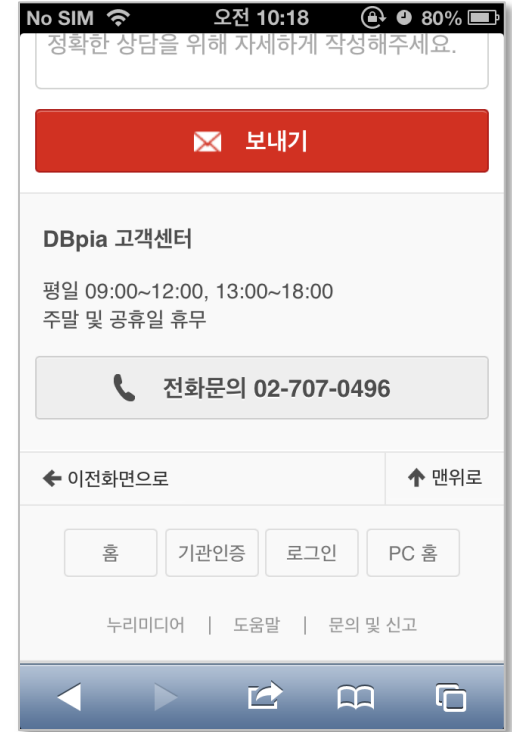 No SIM 오전 10:18 80%
정확한 상담을 위해 자세하게 작성해주세요.
보내기
DBpia 고객센터
평일 09:00~12:00, 13:00~18:00
주말 및 공휴일 휴무
전화문의 02-707-0496
이전화면으로 맨위로
홈 기관인증 로그인 PC 홈
누리미디어 | 도움말 | 문의 및 신고